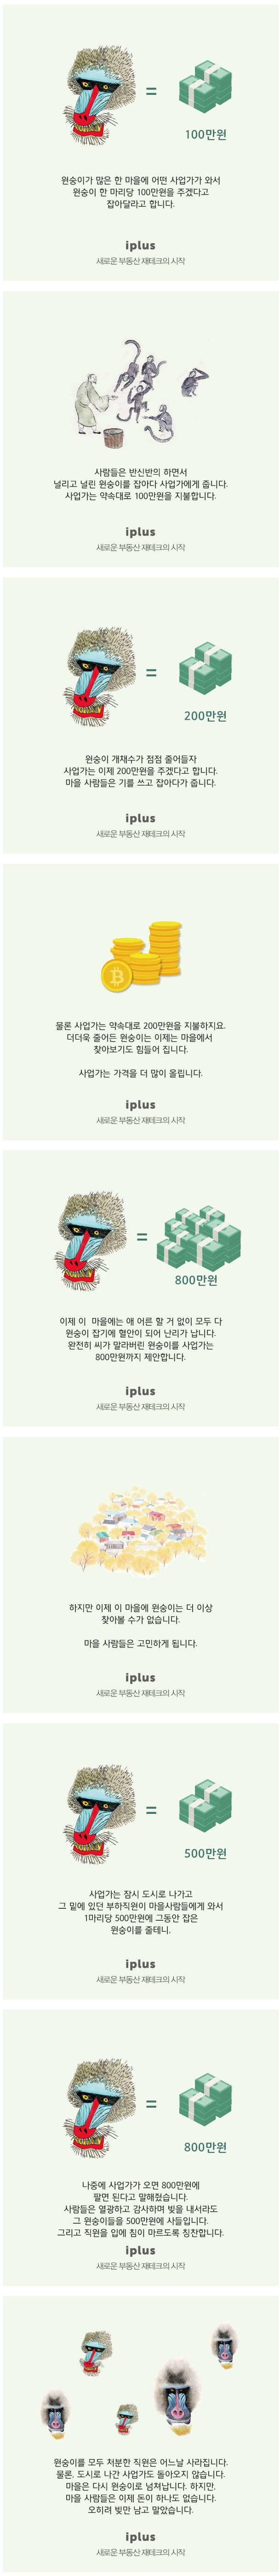 100만원
원숭이가 많은 한 마을에 어떤 사업가가 와서
원숭이 한 마리당 100만원을 주겠다고
잡아달라고 합니다.
iplus
새로운 부동산 재테크의 시작
사람들은 반신반의 하면서
널리고 널린 원숭이를 잡아다 사업가에게 줍니다.
사업가는 약속대로 100만원을 지불합니다.
iplus
새로운 부동산 재테크의 시작
200만원
원숭이 개채수가 점점 줄어들자
사업가는 이제 200만원을 주겠다고 합니다.
마을 사람들은 기를 쓰고 잡아다가 줍니다.
iplus
새로운 부동산 재테크의 시작
물론 사업가는 약속대로 200만원을 지불하지요.
더더욱 줄어든 원숭이는 이제는 마을에서
찾아보기도 힘들어 집니다.
사업가는 가격을 더 많이 올립니다.
iplus
새로운 부동산 재테크의 시작
800만원
이제 이 마을에는 애 어른 할 거 없이 모두 다
원숭이 잡기에 혈안이 되어 난리가 납니다.
완전히 씨가 말라버린 원숭이를 사업가는
800만원까지 제안합니다.
iplus
새로운 부동산 재테크의 시작
하지만 이제 이 마을에 원숭이는 더 이상
찾아볼 수가 없습니다.
마을 사람들은 고민하게 됩니다.
iplus
새로운 부동산 재테크의 시작
500만원
사업가는 잠시 도시로 나가고
그 밑에 있던 부하직원이 마을사람들에게 와서
1마리당 500만원에 그동안 잡은
원숭이를 줄테니,
iplus
새로운 부동산 재테크의 시작
800만원
나중에 사업가가 오면 800만원에
팔면 된다고 말해줬습니다.
사람들은 열광하고 감사하며 빚을 내서라도
그 원숭이들을 500만원에 사들입니다.
그리고 직원을 입에 침이 마르도록 칭찬합니다.
iplus
새로운 부동산 재테크의 시작
원숭이를 모두 처분한 직원은 어느날 사라집니다.
물론, 도시로 나간 사업가도 돌아오지 않습니다.
마을은 다시 원숭이로 넘쳐납니다. 하지만,
마을 사람들은 이제 돈이 하나도 없습니다.
오히려 빚만 남고 말았습니다.
iplus
새로운 부동산 재테크의 시작